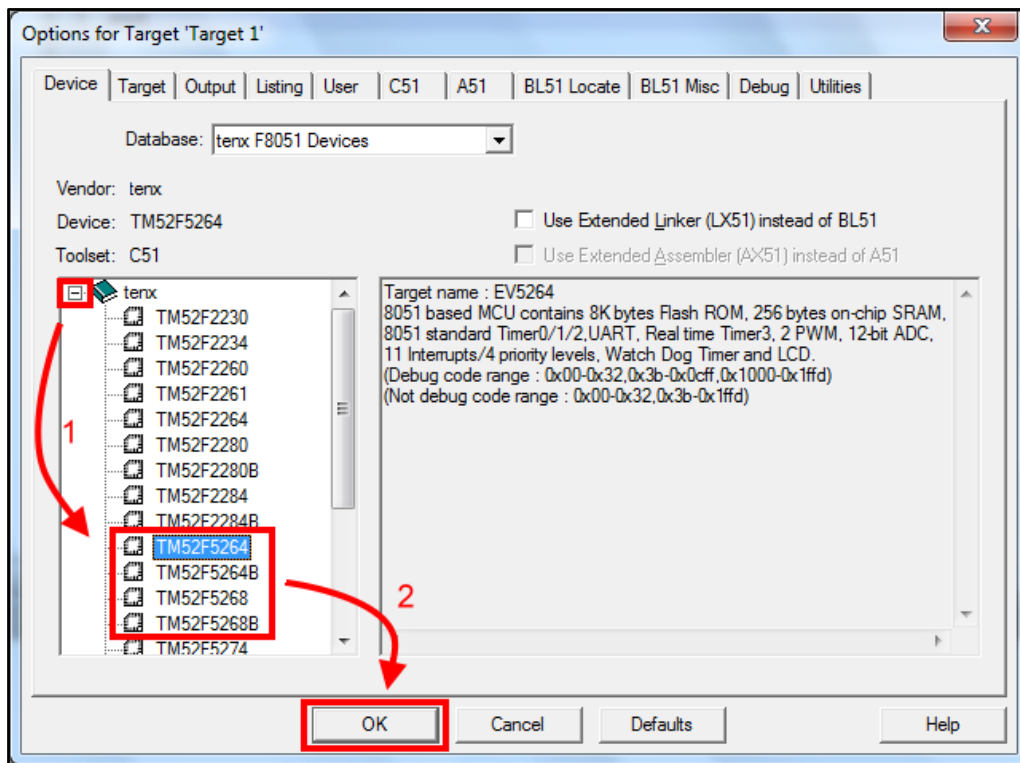 Options for Target 'Target 1'
Device Target Output Listing User C51 A51 BL51 Locate BL51 Misc Debug Utilities
Database: tenx F8051 Devices
Vendor: tenx
Device: TM52F5264
Use Extended Linker (LX51) instead of BL51
Toolset: C51
Use Extended Assembler (AX51) instead of A51
tenx
TM52F2230
TM52F2234
TM52F2260
TM52F2261
TM52F2264
TM52F2280
TM52F2280B
TM52F2284
TM52F2284B
TM52F5264
TM52F5264B
TM52F5268
TM52F5268B
TM52F5274
1
Target name : EV5264
8051 based MCU contains 8K bytes Flash ROM, 256 bytes on-chip SRAM,
8051 standard Timer0/1/2,UART, Real time Timer3, 2 PWM, 12-bit ADC,
11 Interrupts/4 priority levels, Watch Dog Timer and LCD.
(Debug code range : 0x00-0x32,0x3b-0x0cff,0x1000-0x1ffd)
(Not debug code range : 0x00-0x32,0x3b-0x1ffd)
2
OK Cancel Defaults Help